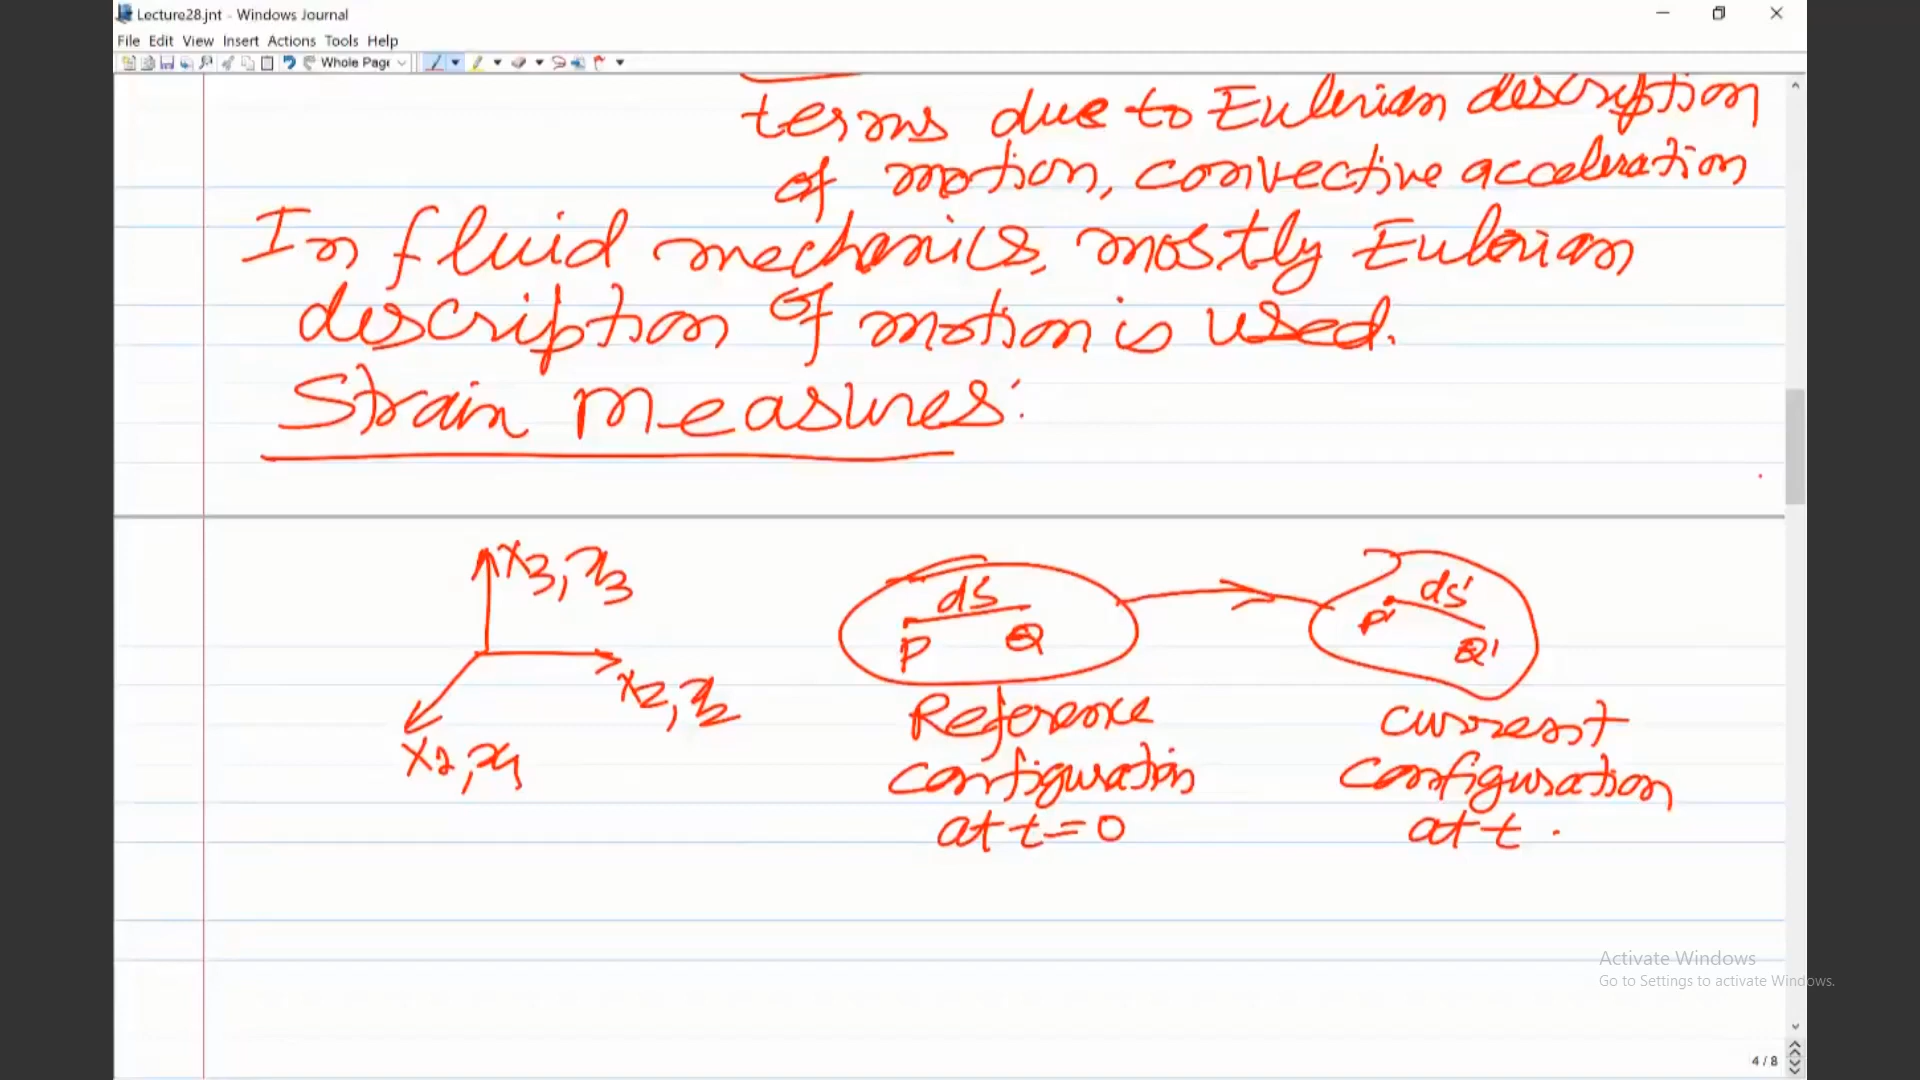 Lecture28.jnt - Windows Journal
File Edit View Insert Actions Tools Help
Whole Page
terms due to Eulerian description
of motion, convective acceleration
In fluid mechanics, mostly Eulerian
description of motion is used.
Strain Measures:
X3, x3
X2, x2
X2, x1
dS
P Q
ds'
P'
Q'
Reference
configuration
at t=0
current
configuration
at t.
Activate Windows
Go to Settings to activate Windows.
4 / 8